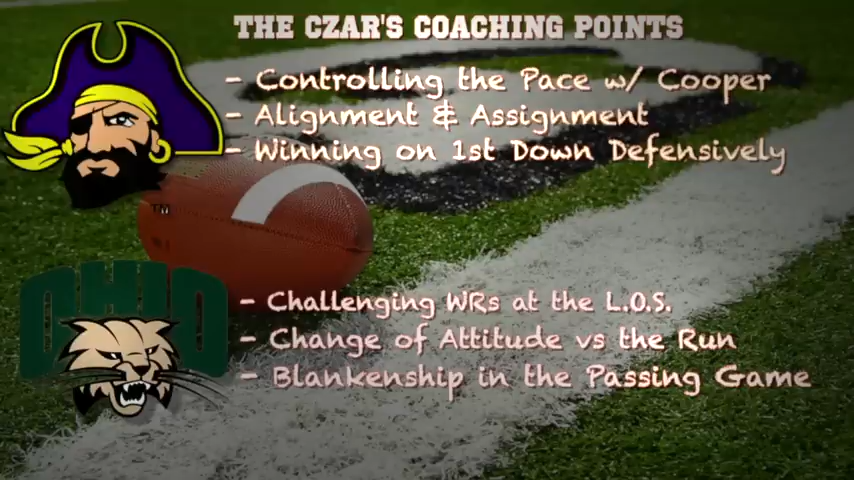 THE CZAR'S COACHING POINTS
- Controlling the Pace w/ Cooper
- Alignment & Assignment
- Winning on 1st Down Defensively
TM
OHIO
- Challenging WRs at the L.O.S.
- Change of Attitude vs the Run
- Blankenship in the Passing Game